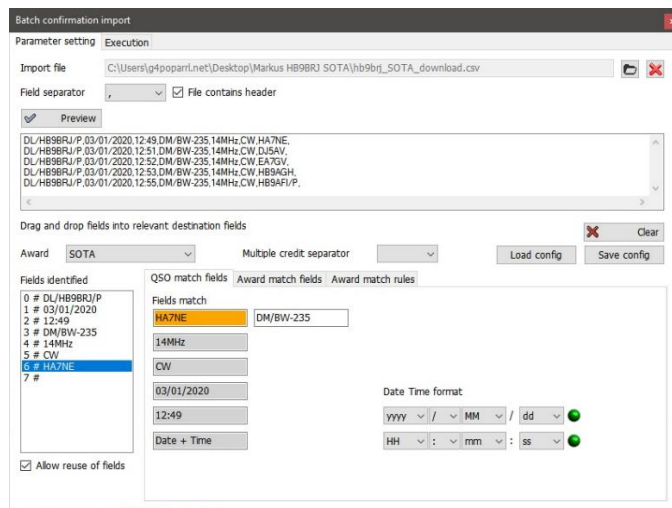 Batch confirmation import
Parameter setting Execution
Import file C:\Users\g4poparrl.net\Desktop\Markus HB9BRJ SOTA\hb9brj_SOTA_download.csv
Field separator , File contains header
Preview
DL/HB9BRJ/P,03/01/2020,12:49,DM/BW-235,14MHz,CW,HA7NE,
DL/HB9BRJ/P,03/01/2020,12:51,DM/BW-235,14MHz,CW,DJ5AV,
DL/HB9BRJ/P,03/01/2020,12:52,DM/BW-235,14MHz,CW,EA7GV,
DL/HB9BRJ/P,03/01/2020,12:53,DM/BW-235,14MHz,CW,HB9AGH,
DL/HB9BRJ/P,03/01/2020,12:55,DM/BW-235,14MHz,CW,HB9AFI/P,
Drag and drop fields into relevant destination fields
Clear
Award SOTA Multiple credit separator Load config Save config
Fields identified QSO match fields Award match fields Award match rules
0 # DL/HB9BRJ/P
1 # 03/01/2020
2 # 12:49
3 # DM/BW-235
4 # 14MHz
5 # CW
6 # HA7NE
7 #
Allow reuse of fields
Fields match
HA7NE DM/BW-235
14MHz
CW
03/01/2020
12:49
Date + Time
Date Time format
yyyy / MM / dd
HH : mm : ss